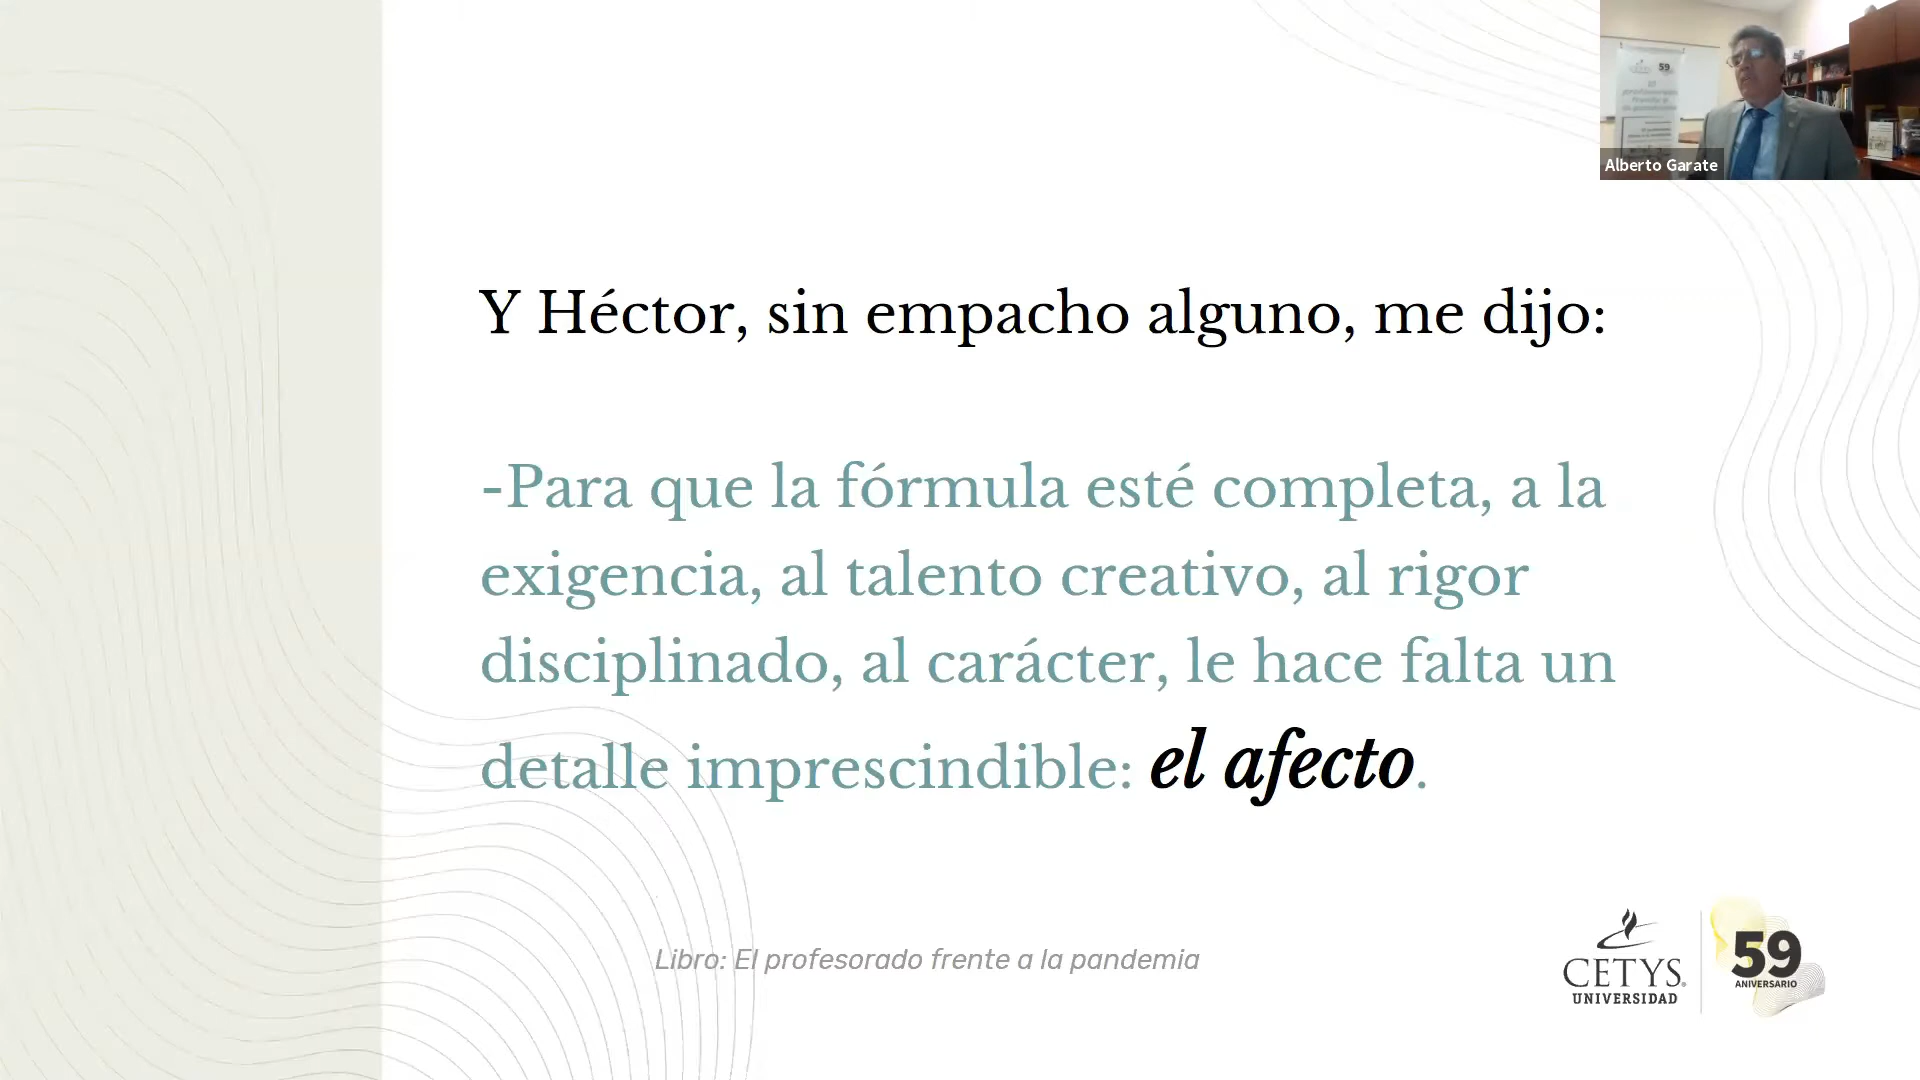 59
Alberto Garate
Y Héctor, sin empacho alguno, me dijo:
-Para que la fórmula esté completa, a la
exigencia, al talento creativo, al rigor
disciplinado, al carácter, le hace falta un
detalle imprescindible: el afecto.
Libro: El profesorado frente a la pandemia
CETYS
UNIVERSIDAD
59
ANIVERSARIO